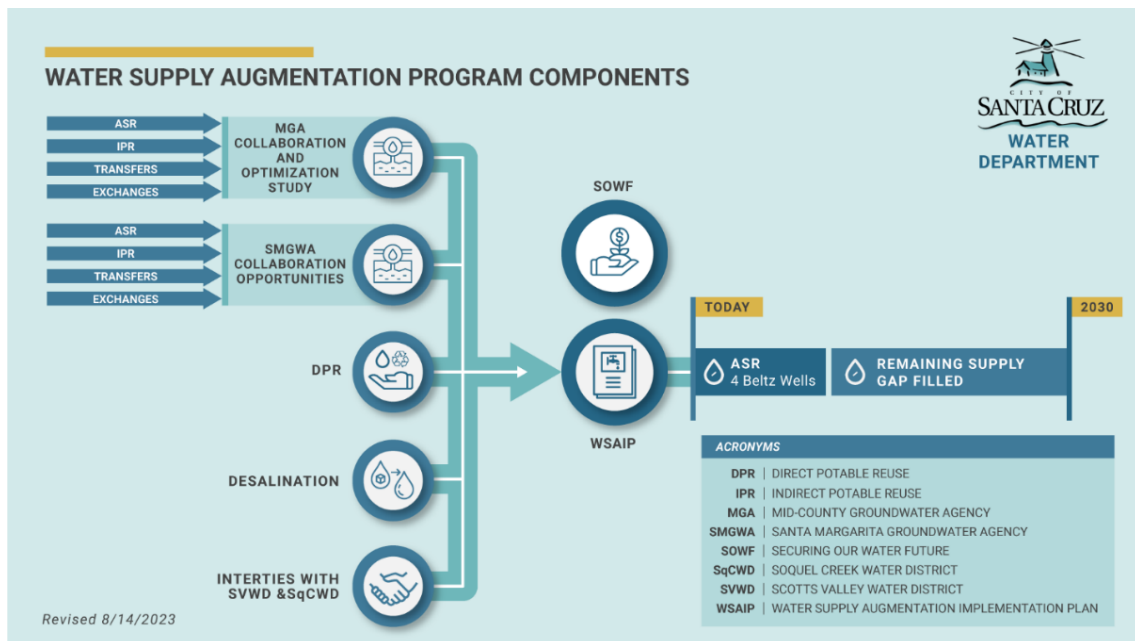 WATER SUPPLY AUGMENTATION PROGRAM COMPONENTS
CITY OF
SANTA CRUZ
WATER
DEPARTMENT
ASR
IPR
TRANSFERS
EXCHANGES
MGA
COLLABORATION
AND
OPTIMIZATION
STUDY
ASR
IPR
TRANSFERS
EXCHANGES
SMGWA
COLLABORATION
OPPORTUNITIES
DPR
DESALINATION
INTERTIES WITH
SVWD &SqCWD
SOWF
$
WSAIP
TODAY
2030
ASR
4 Beltz Wells
REMAINING SUPPLY
GAP FILLED
ACRONYMS
DPR | DIRECT POTABLE REUSE
IPR | INDIRECT POTABLE REUSE
MGA | MID-COUNTY GROUNDWATER AGENCY
SMGWA | SANTA MARGARITA GROUNDWATER AGENCY
SOWF | SECURING OUR WATER FUTURE
SqCWD | SOQUEL CREEK WATER DISTRICT
SVWD | SCOTTS VALLEY WATER DISTRICT
WSAIP | WATER SUPPLY AUGMENTATION IMPLEMENTATION PLAN
Revised 8/14/2023